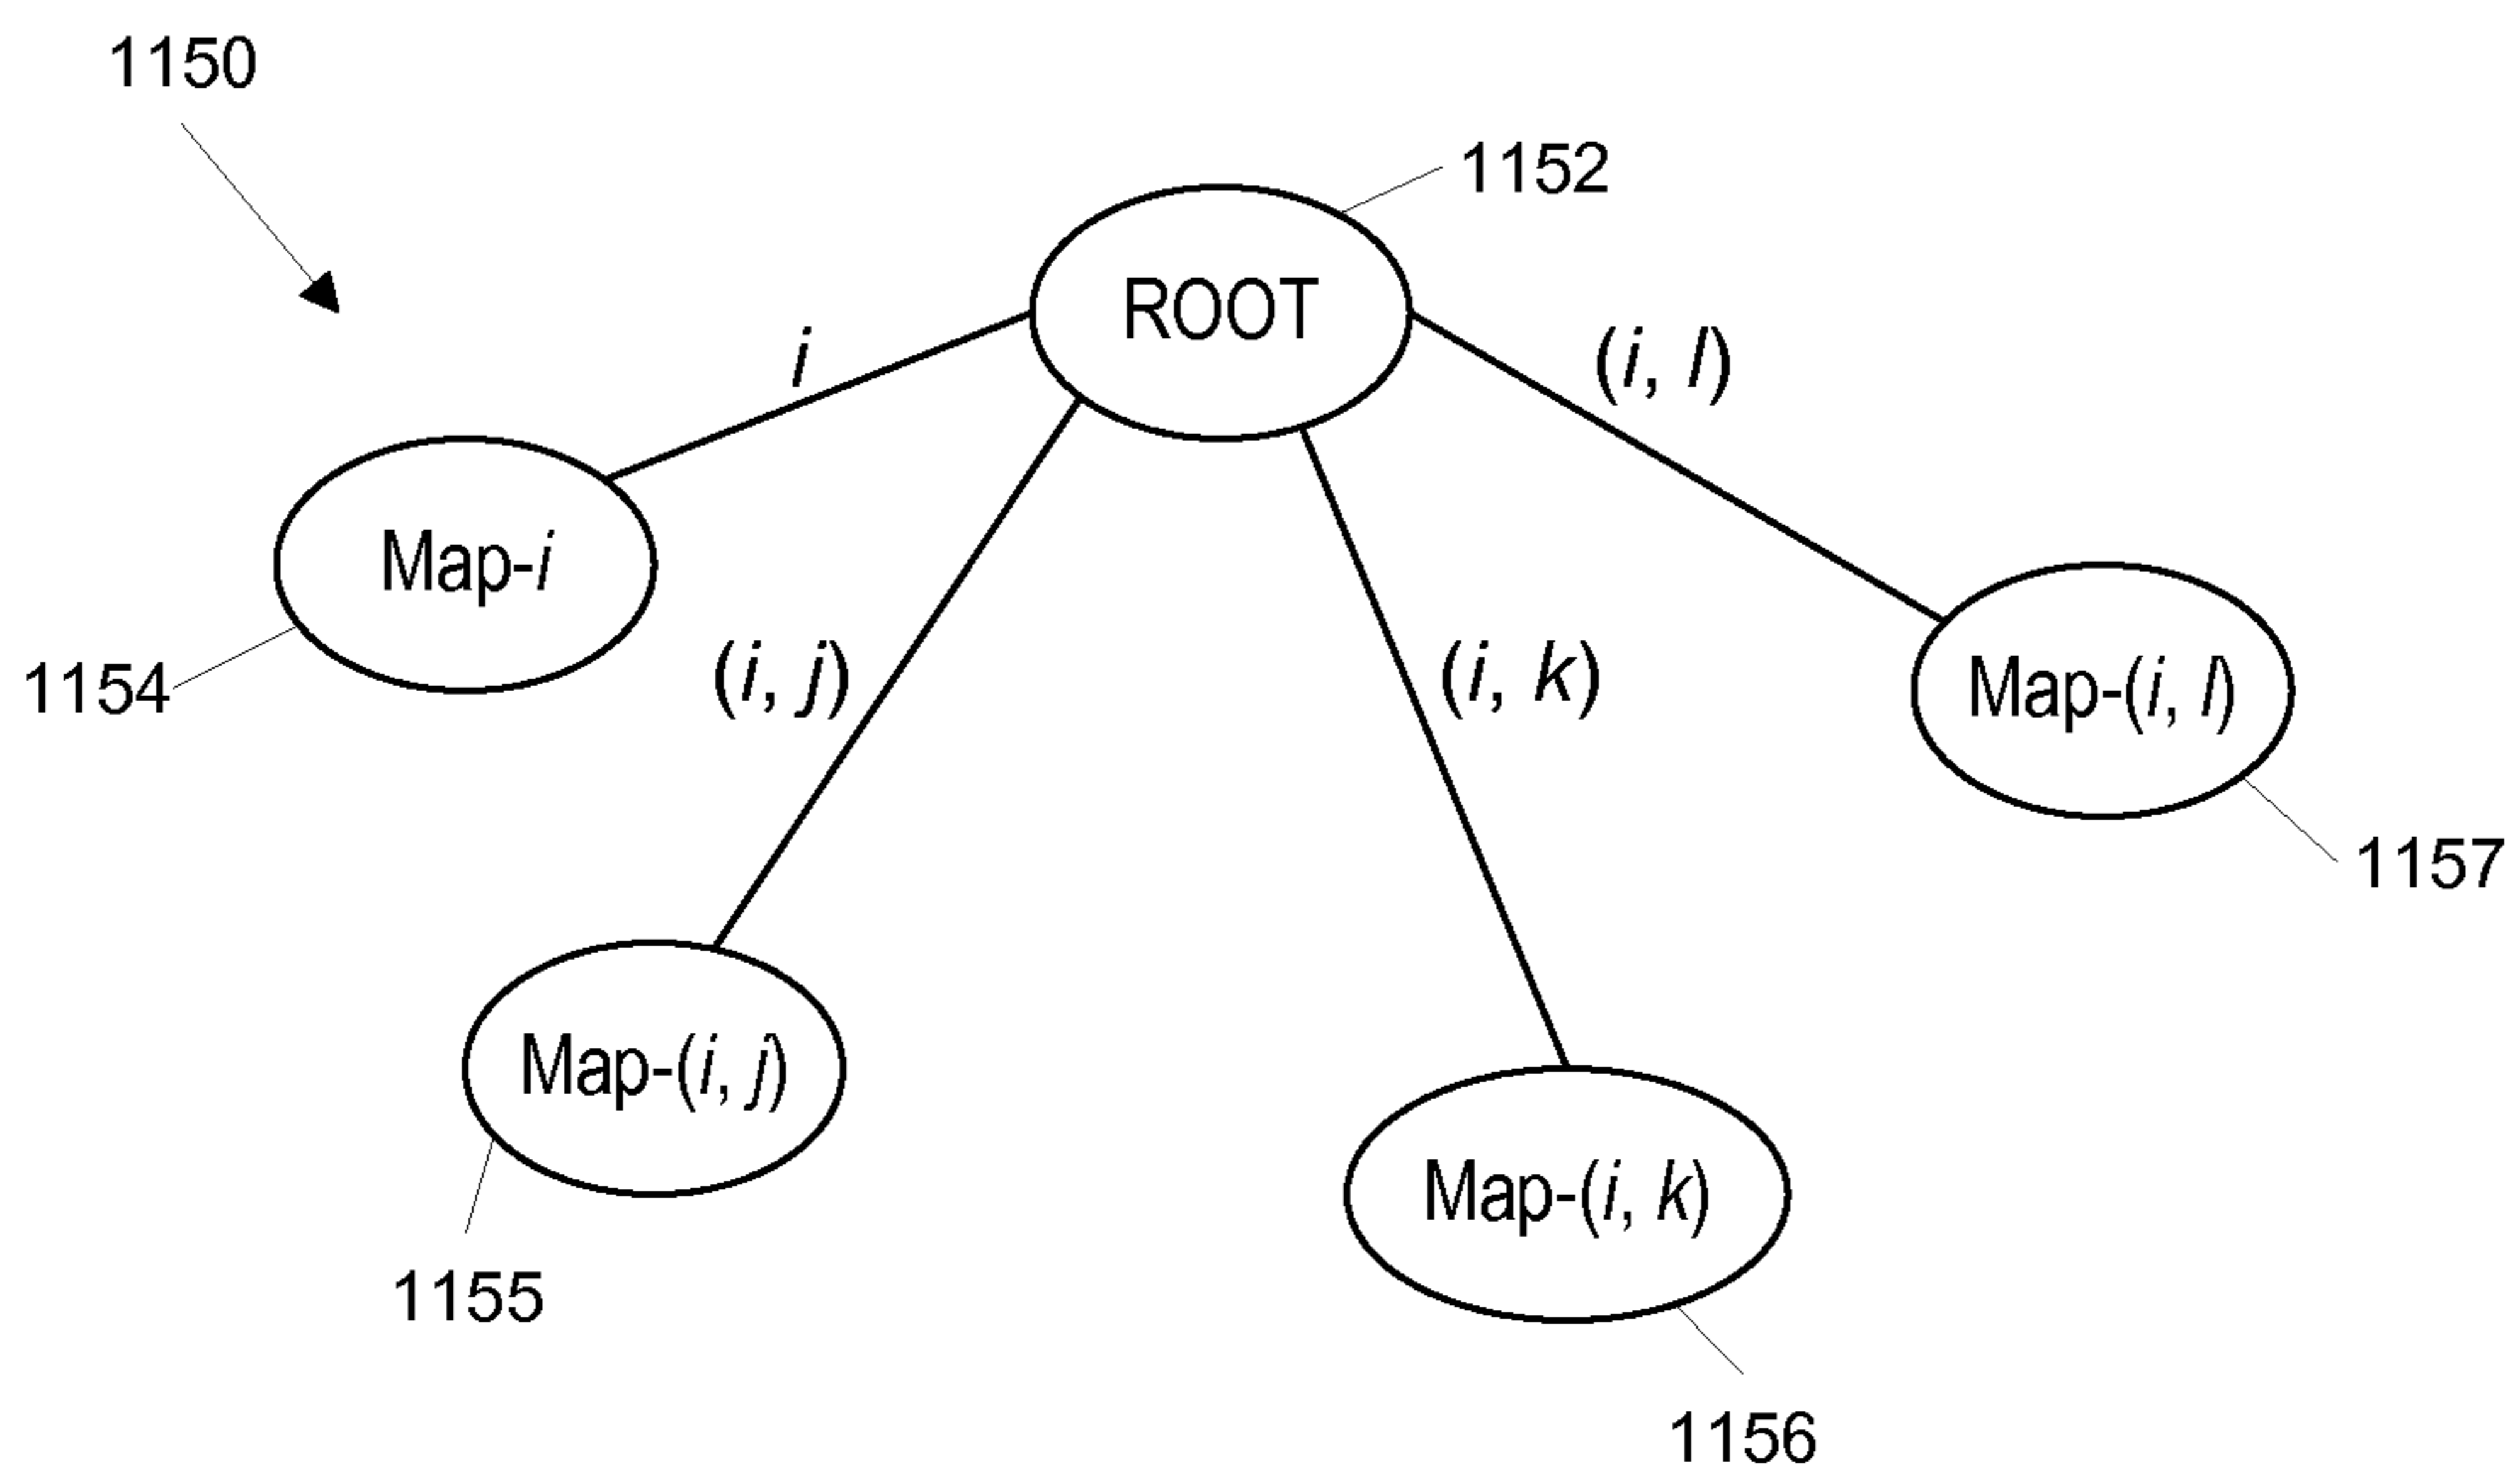 1150
1152
ROOT
i
(i, l)
Map-i
1154
(i, j)
(i, k)
Map-(i, l)
1157
Map-(i, j)
Map-(i, k)
1155
1156